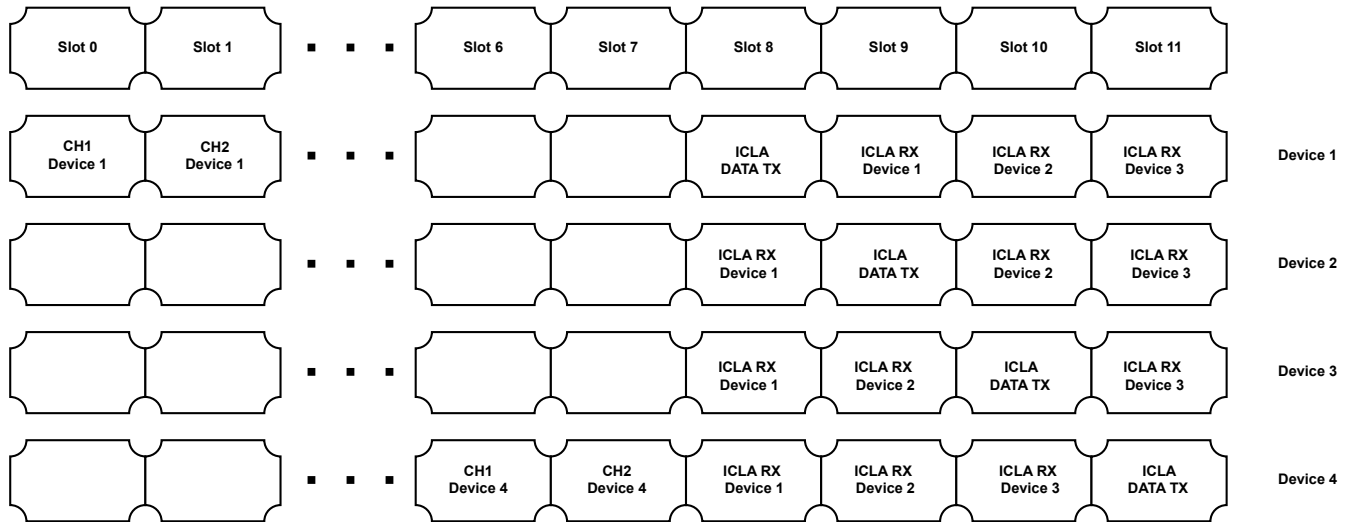 Slot 0
Slot 1
Slot 6
Slot 7
Slot 8
Slot 9
Slot 10
Slot 11
CH1
Device 1
CH2
Device 1
ICLA
DATA TX
ICLA RX
Device 1
ICLA RX
Device 2
ICLA RX
Device 3
Device 1
ICLA RX
Device 1
ICLA
DATA TX
ICLA RX
Device 2
ICLA RX
Device 3
Device 2
ICLA RX
Device 1
ICLA RX
Device 2
ICLA
DATA TX
ICLA RX
Device 3
Device 3
CH1
Device 4
CH2
Device 4
ICLA RX
Device 1
ICLA RX
Device 2
ICLA RX
Device 3
ICLA
DATA TX
Device 4